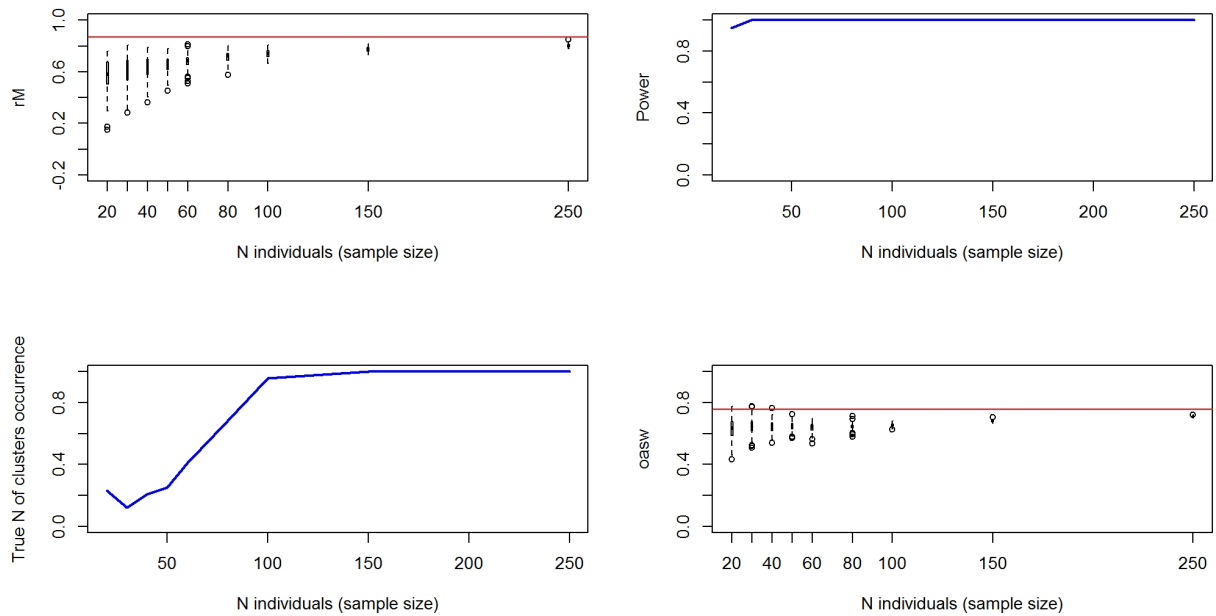 rM
1.0
0.6
0.2
-0.2
20 40 60 80 100 150 250
N individuals (sample size)
Power
0.8
0.4
0.0
50 100 150 200 250
N individuals (sample size)
True N of clusters occurrence
0.8
0.4
0.0
50 100 150 200 250
N individuals (sample size)
oasw
0.8
0.4
0.0
20 40 60 80 100 150 250
N individuals (sample size)